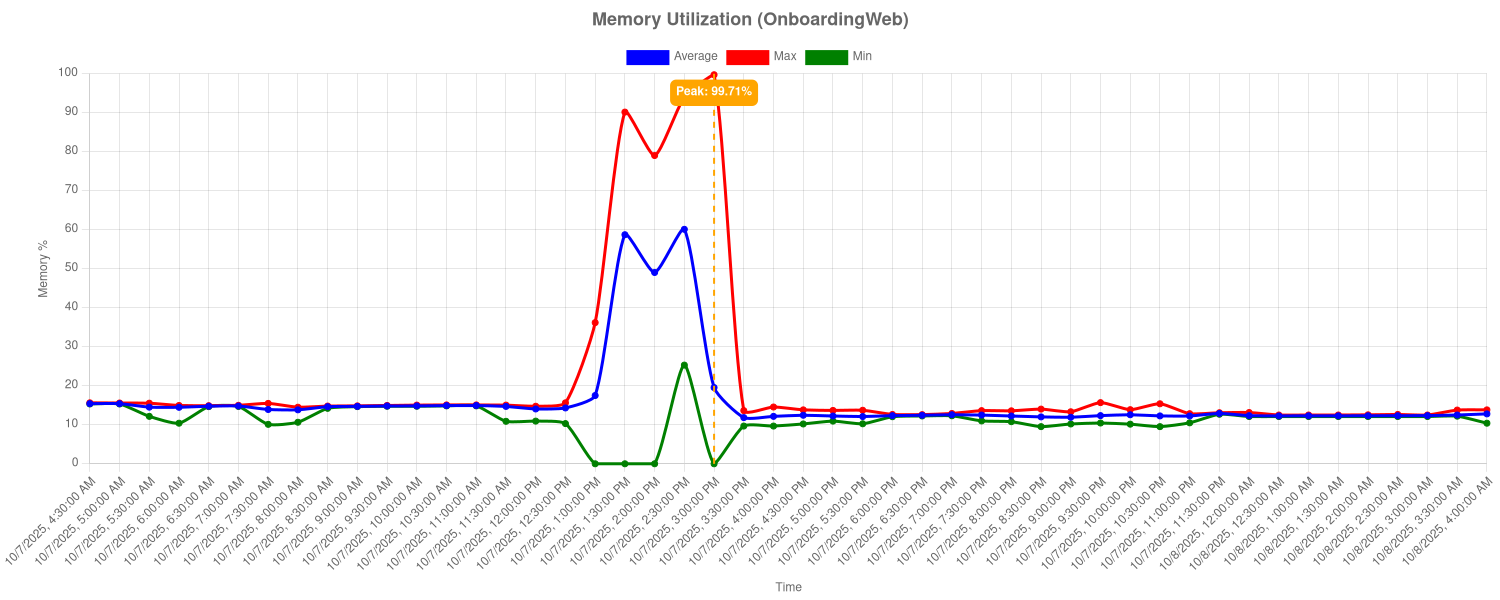 Memory Utilization (OnboardingWeb)
Average Max Min
100
90
80
70
60
50
40
30
20
10
0
Memory %
Peak: 99.71%
10/7/2025, 4:30:00 AM
10/7/2025, 5:00:00 AM
10/7/2025, 5:30:00 AM
10/7/2025, 6:00:00 AM
10/7/2025, 6:30:00 AM
10/7/2025, 7:00:00 AM
10/7/2025, 7:30:00 AM
10/7/2025, 8:00:00 AM
10/7/2025, 8:30:00 AM
10/7/2025, 9:00:00 AM
10/7/2025, 9:30:00 AM
10/7/2025, 10:00:00 AM
10/7/2025, 10:30:00 AM
10/7/2025, 11:00:00 AM
10/7/2025, 11:30:00 AM
10/7/2025, 12:00:00 PM
10/7/2025, 12:30:00 PM
10/7/2025, 1:00:00 PM
10/7/2025, 1:30:00 PM
10/7/2025, 2:00:00 PM
10/7/2025, 2:30:00 PM
10/7/2025, 3:00:00 PM
10/7/2025, 3:30:00 PM
10/7/2025, 4:00:00 PM
10/7/2025, 4:30:00 PM
10/7/2025, 5:00:00 PM
10/7/2025, 5:30:00 PM
10/7/2025, 6:00:00 PM
10/7/2025, 6:30:00 PM
10/7/2025, 7:00:00 PM
10/7/2025, 7:30:00 PM
10/7/2025, 8:00:00 PM
10/7/2025, 8:30:00 PM
10/7/2025, 9:00:00 PM
10/7/2025, 9:30:00 PM
10/7/2025, 10:00:00 PM
10/7/2025, 10:30:00 PM
10/7/2025, 11:00:00 PM
10/7/2025, 11:30:00 PM
10/8/2025, 12:00:00 AM
10/8/2025, 12:30:00 AM
10/8/2025, 1:00:00 AM
10/8/2025, 1:30:00 AM
10/8/2025, 2:00:00 AM
10/8/2025, 2:30:00 AM
10/8/2025, 3:00:00 AM
10/8/2025, 3:30:00 AM
10/8/2025, 4:00:00 AM
Time